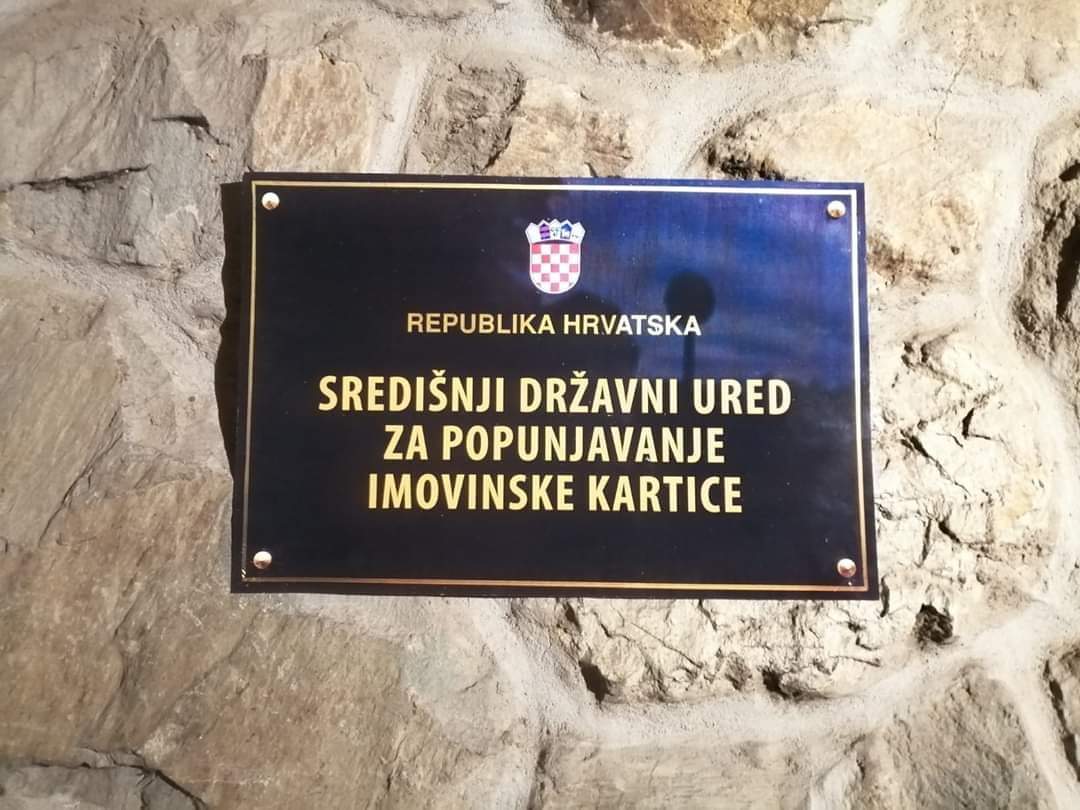 REPUBLIKA HRVATSKA
SREDIŠNJI DRŽAVNI URED
ZA POPUNJAVANJE
IMOVINSKE KARTICE